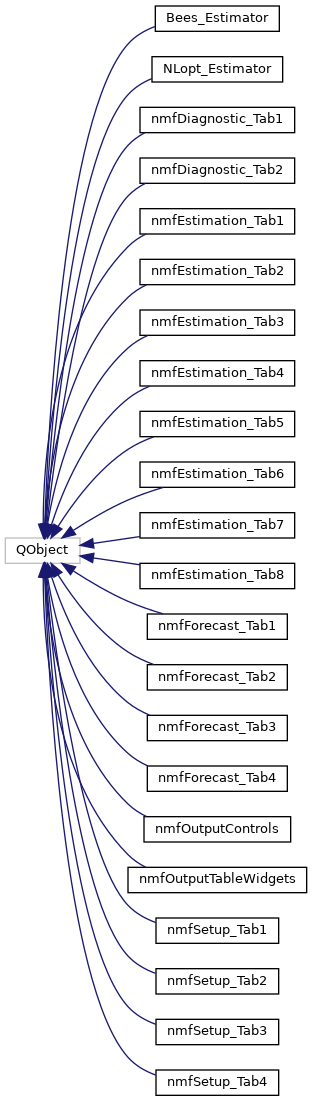 Bees_Estimator
NLopt_Estimator
nmfDiagnostic_Tab1
nmfDiagnostic_Tab2
nmfEstimation_Tab1
nmfEstimation_Tab2
nmfEstimation_Tab3
nmfEstimation_Tab4
nmfEstimation_Tab5
nmfEstimation_Tab6
nmfEstimation_Tab7
QObject
nmfEstimation_Tab8
nmfForecast_Tab1
nmfForecast_Tab2
nmfForecast_Tab3
nmfForecast_Tab4
nmfOutputControls
nmfOutputTableWidgets
nmfSetup_Tab1
nmfSetup_Tab2
nmfSetup_Tab3
nmfSetup_Tab4